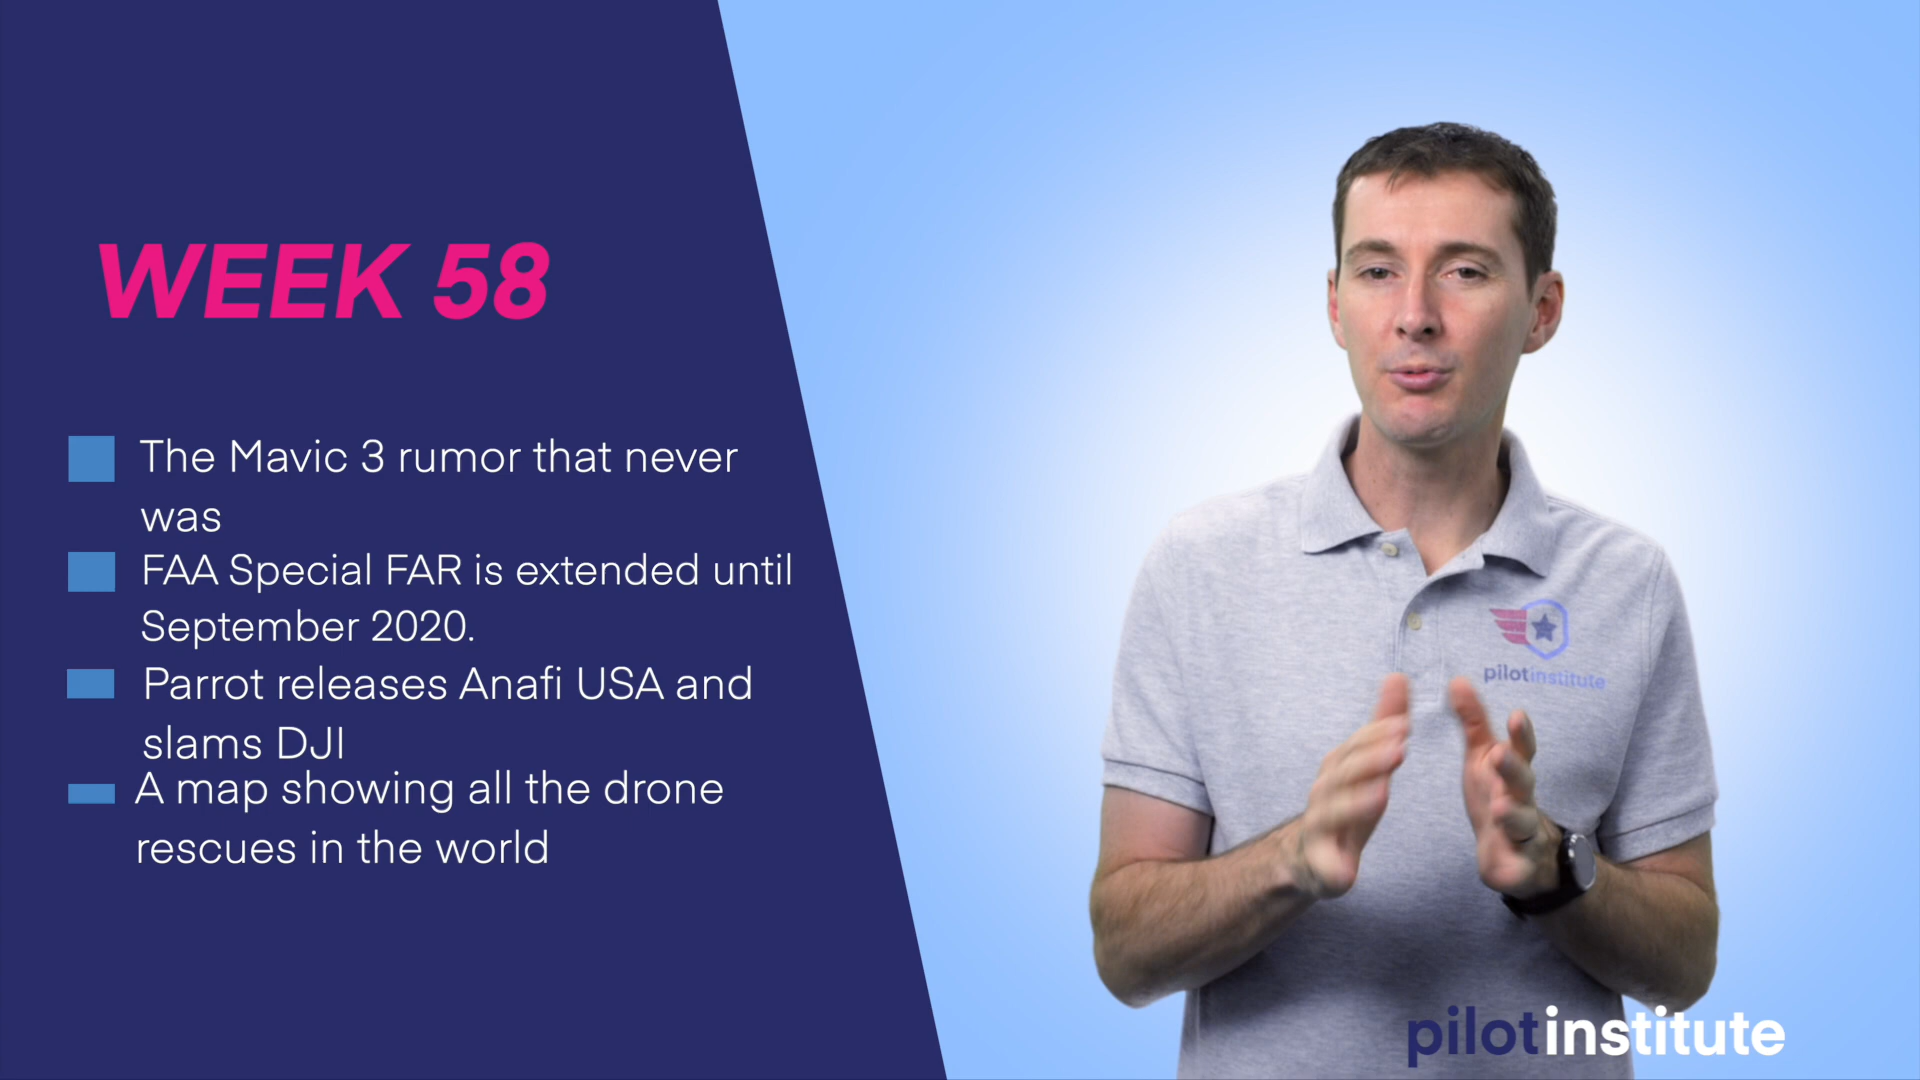 WEEK 58
The Mavic 3 rumor that never
was
FAA Special FAR is extended until
September 2020.
Parrot releases Anafi USA and
slams DJI
A map showing all the drone
rescues in the world
pilotinstitute
pilotinstitute